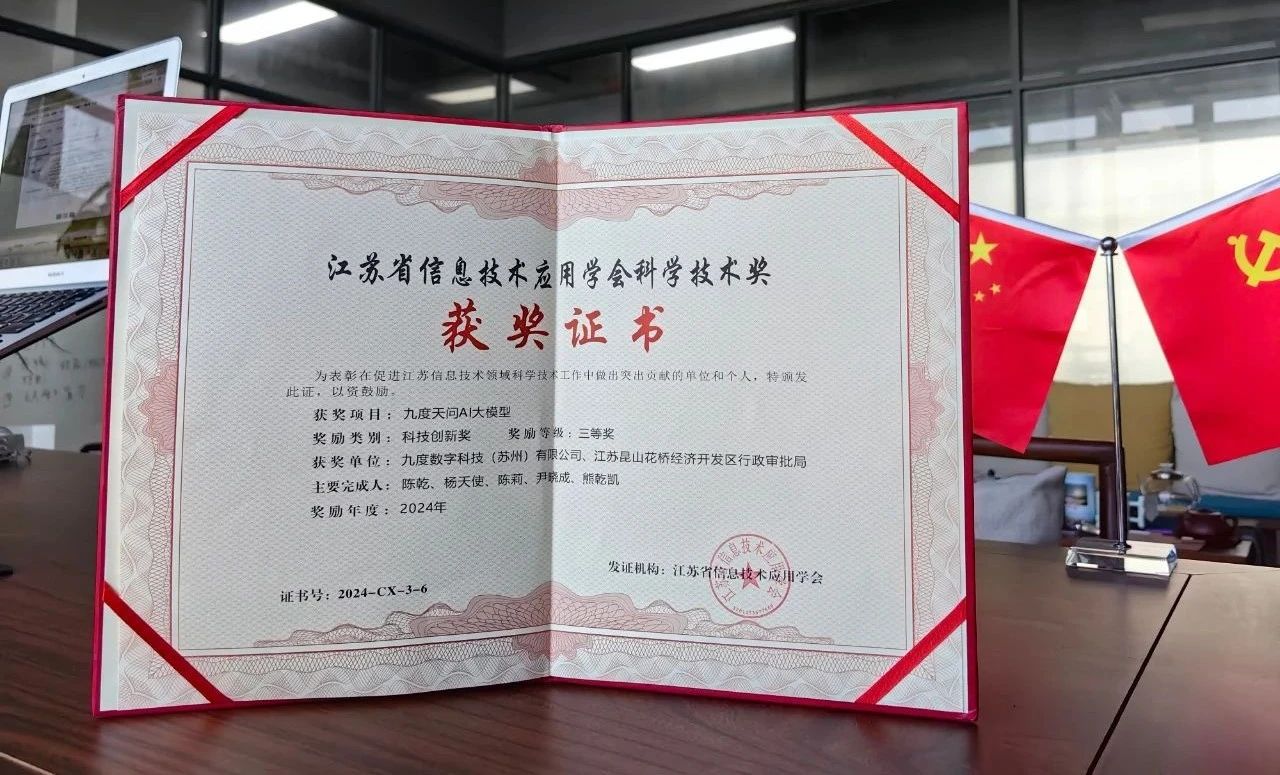 江苏省信息技术应用学会科学技术奖
获奖证书
为表彰在促进江苏信息技术领域科学技术工作中做出突出贡献的单位和个人，特颁发
此证，以资鼓励。
获奖项目：九度天问AI大模型
奖励类别：科技创新奖 奖励等级：三等奖
获奖单位：九度数字科技（苏州）有限公司、江苏昆山花桥经济开发区行政审批局
主要完成人：陈乾、杨天使、陈莉、尹晓成、熊乾凯
奖励年度：2024年
发证机构：江苏省信息技术应用学会
证书号：2024-CX-3-6